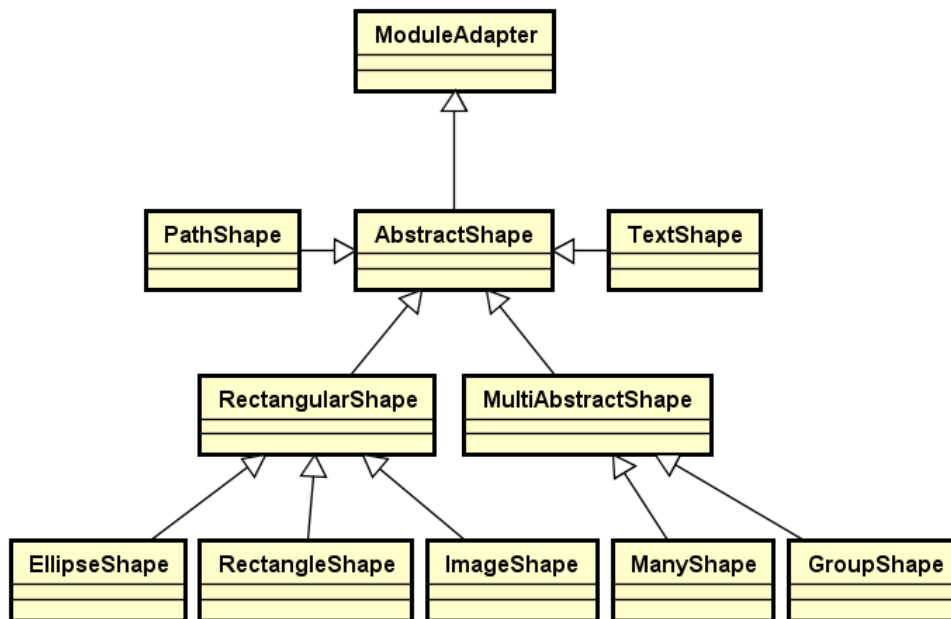 ModuleAdapter
PathShape
AbstractShape
TextShape
RectangularShape
MultiAbstractShape
EllipseShape
RectangleShape
ImageShape
ManyShape
GroupShape